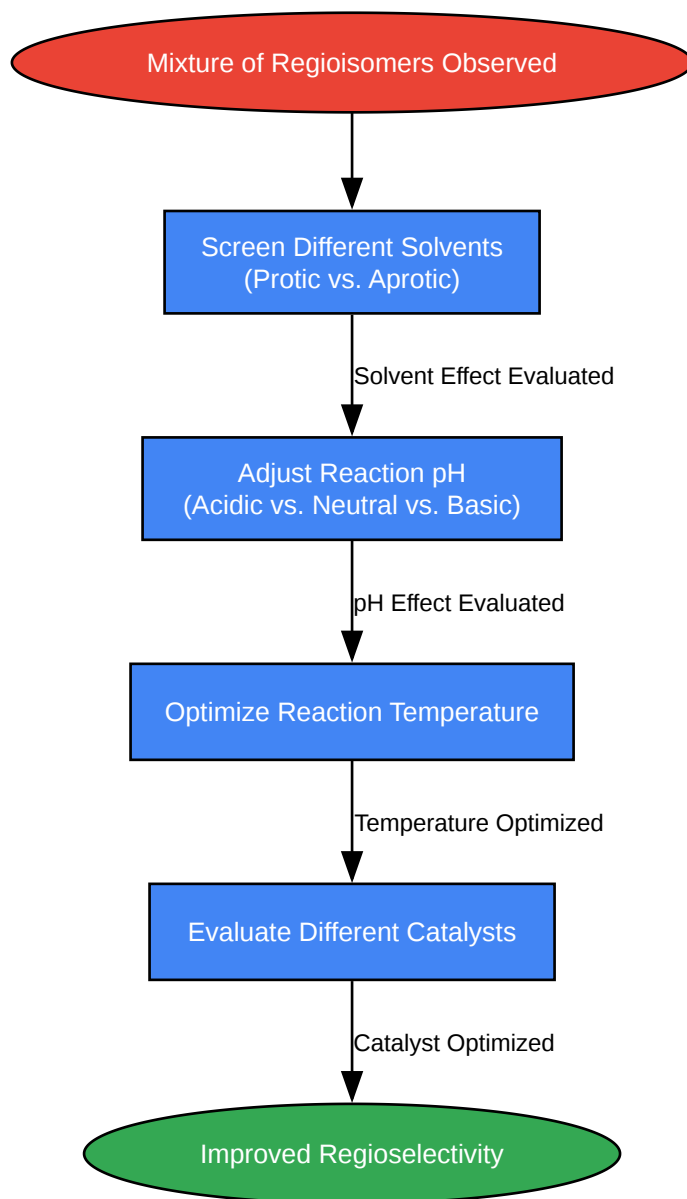 Mixture of Regioisomers Observed
Screen Different Solvents
(Protic vs. Aprotic)
Solvent Effect Evaluated
Adjust Reaction pH
(Acidic vs. Neutral vs. Basic)
pH Effect Evaluated
Optimize Reaction Temperature
Temperature Optimized
Evaluate Different Catalysts
Catalyst Optimized
Improved Regioselectivity